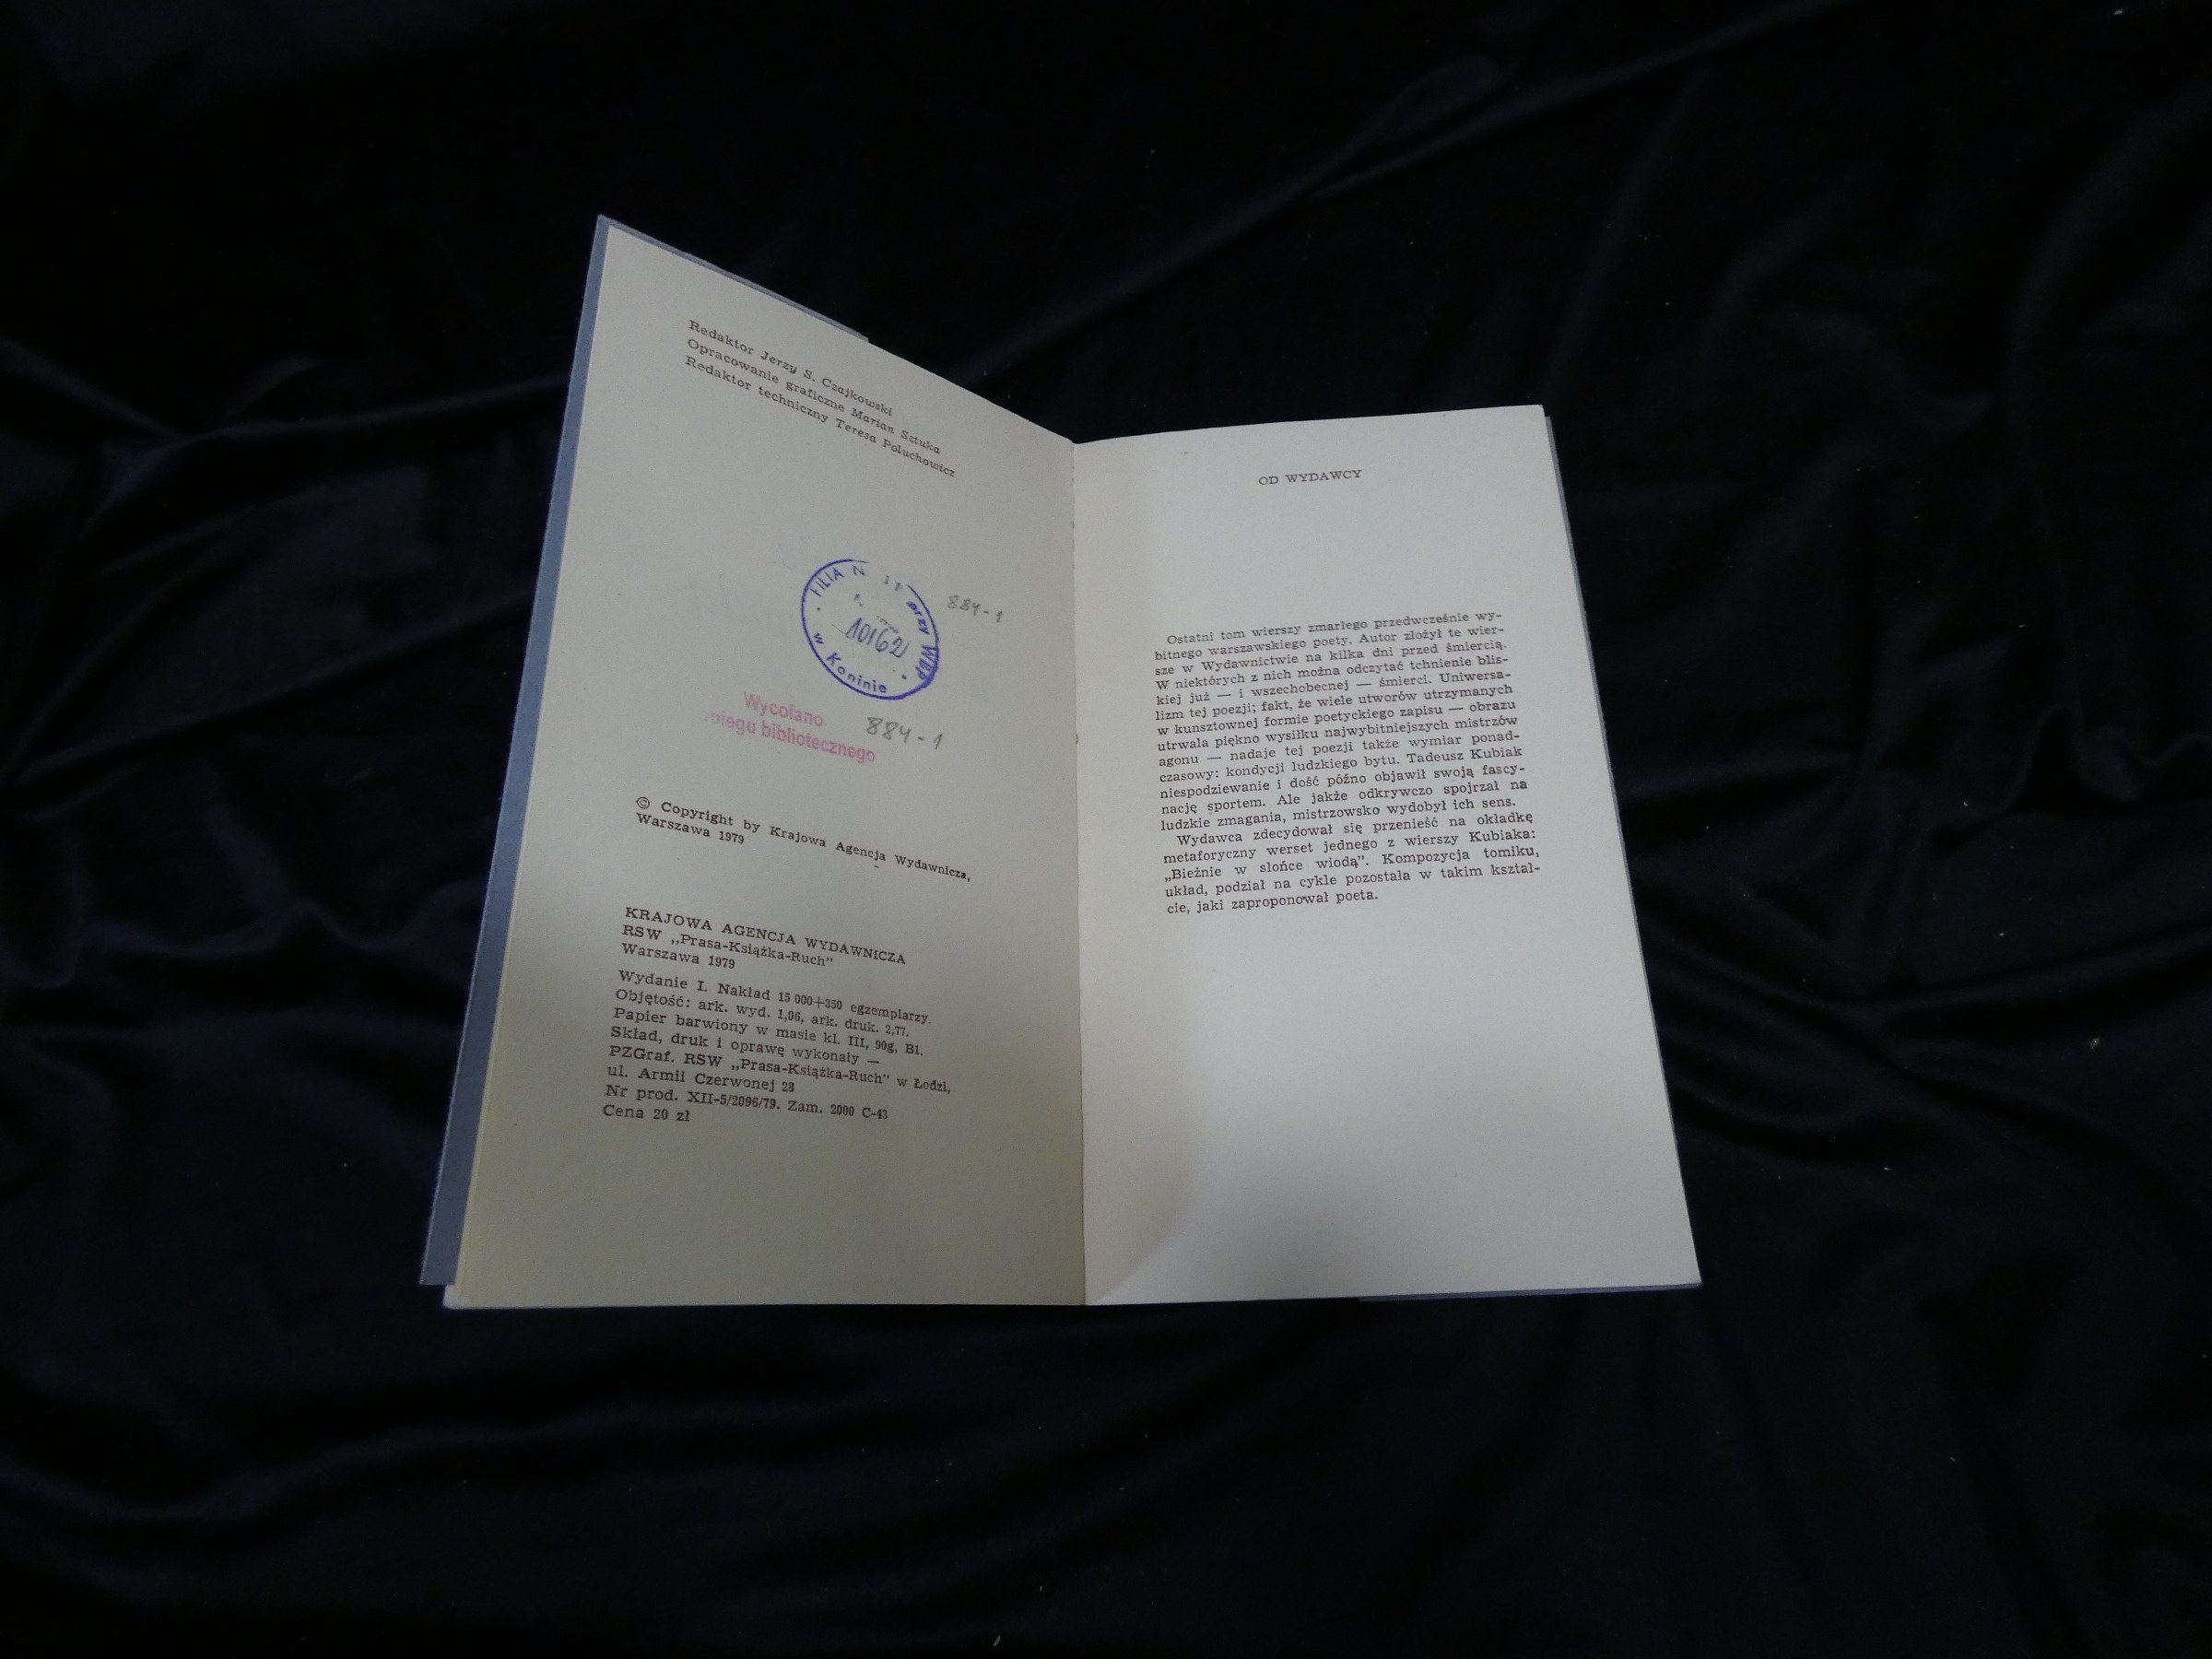 Redaktor Jerzy S. Czajkowski
Opracowanie graficzne Marian Sztuka
Redaktor techniczny Teresa Poluchowicz
FILIA N przy WBP
w Koninie
10162
884-1
Wycofano
obiegu bibliotecznego
884-1
© Copyright by Krajowa Agencja Wydawnicza,
Warszawa 1979
KRAJOWA AGENCJA WYDAWNICZA
RSW „Prasa-Książka-Ruch”
Warszawa 1979
Wydanie I. Nakład 15 000+350 egzemplarzy.
Objętość: ark. wyd. 1,06, ark. druk. 2,77.
Papier barwiony w masie kl. III, 90g, B1.
Skład, druk i oprawę wykonały —
PZGraf. RSW „Prasa-Książka-Ruch” w Łodzi,
ul. Armii Czerwonej 28
Nr prod. XII-5/2096/79. Zam. 2000 C-43
Cena 20 zł
OD WYDAWCY
Ostatni tom wierszy zmarłego przedwcześnie wy-
bitnego warszawskiego poety. Autor złożył te wier-
sze w Wydawnictwie na kilka dni przed śmiercią.
W niektórych z nich można odczytać tchnienie blis-
kiej już — i wszechobecnej — śmierci. Uniwersa-
lizm tej poezji; fakt, że wiele utworów utrzymanych
w kunsztownej formie poetyckiego zapisu — obrazu
utrwala piękno wysiłku najwybitniejszych mistrzów
agonu — nadaje tej poezji także wymiar ponad-
czasowy: kondycji ludzkiego bytu. Tadeusz Kubiak
niespodziewanie i dość późno objawił swoją fascy-
nację sportem. Ale jakże odkrywczo spojrzał na
ludzkie zmagania, mistrzowsko wydobył ich sens.
Wydawca zdecydował się przenieść na okładkę
metaforyczny werset jednego z wierszy Kubiaka:
„Bieżnie w słońce wiodą”. Kompozycja tomiku,
układ, podział na cykle pozostała w takim kształ-
cie, jaki zaproponował poeta.